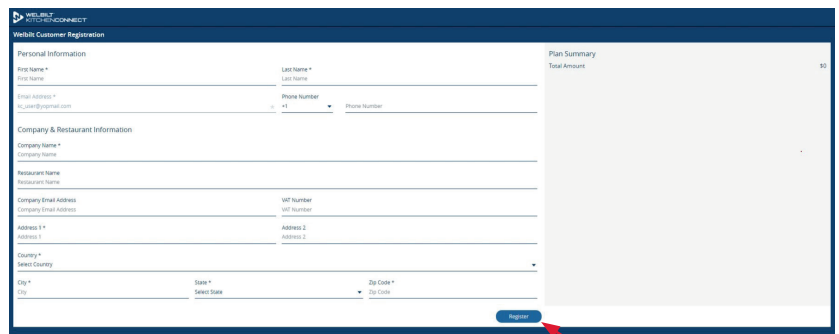 WELBILT
KITCHENCONNECT
Welbilt Customer Registration
Personal Information
First Name *
First Name
Last Name *
Last Name
Email Address *
kc_user@yopmail.com
Phone Number
+1
Phone Number
Company & Restaurant Information
Company Name *
Company Name
Restaurant Name
Restaurant Name
Company Email Address
Company Email Address
VAT Number
VAT Number
Address 1 *
Address 1
Address 2
Address 2
Country *
Select Country
City *
City
State *
Select State
Zip Code *
Zip Code
Register
Plan Summary
Total Amount $0